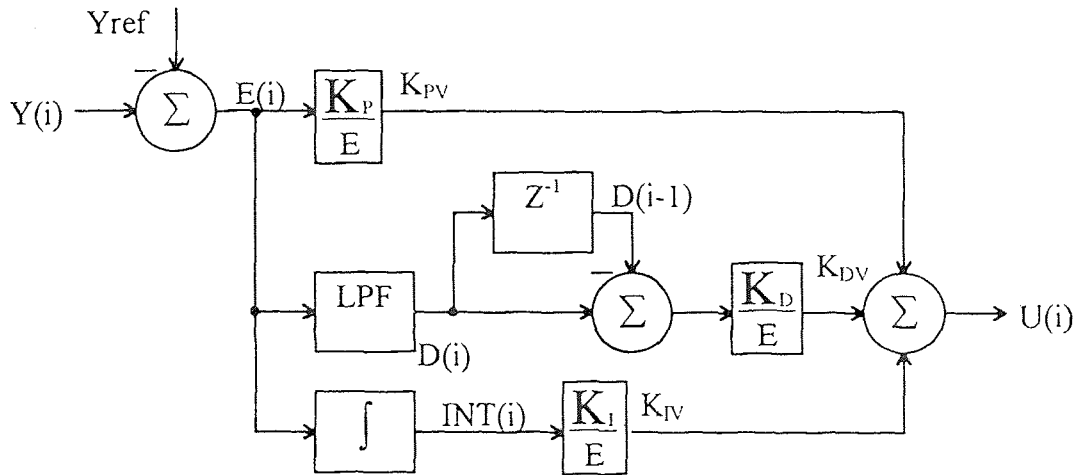 Yref
−
Y(i)
Σ
E(i)
K_P
E
K_PV
Z⁻¹
D(i-1)
LPF
D(i)
−
Σ
K_D
E
K_DV
Σ
U(i)
∫
INT(i)
K_I
E
K_IV